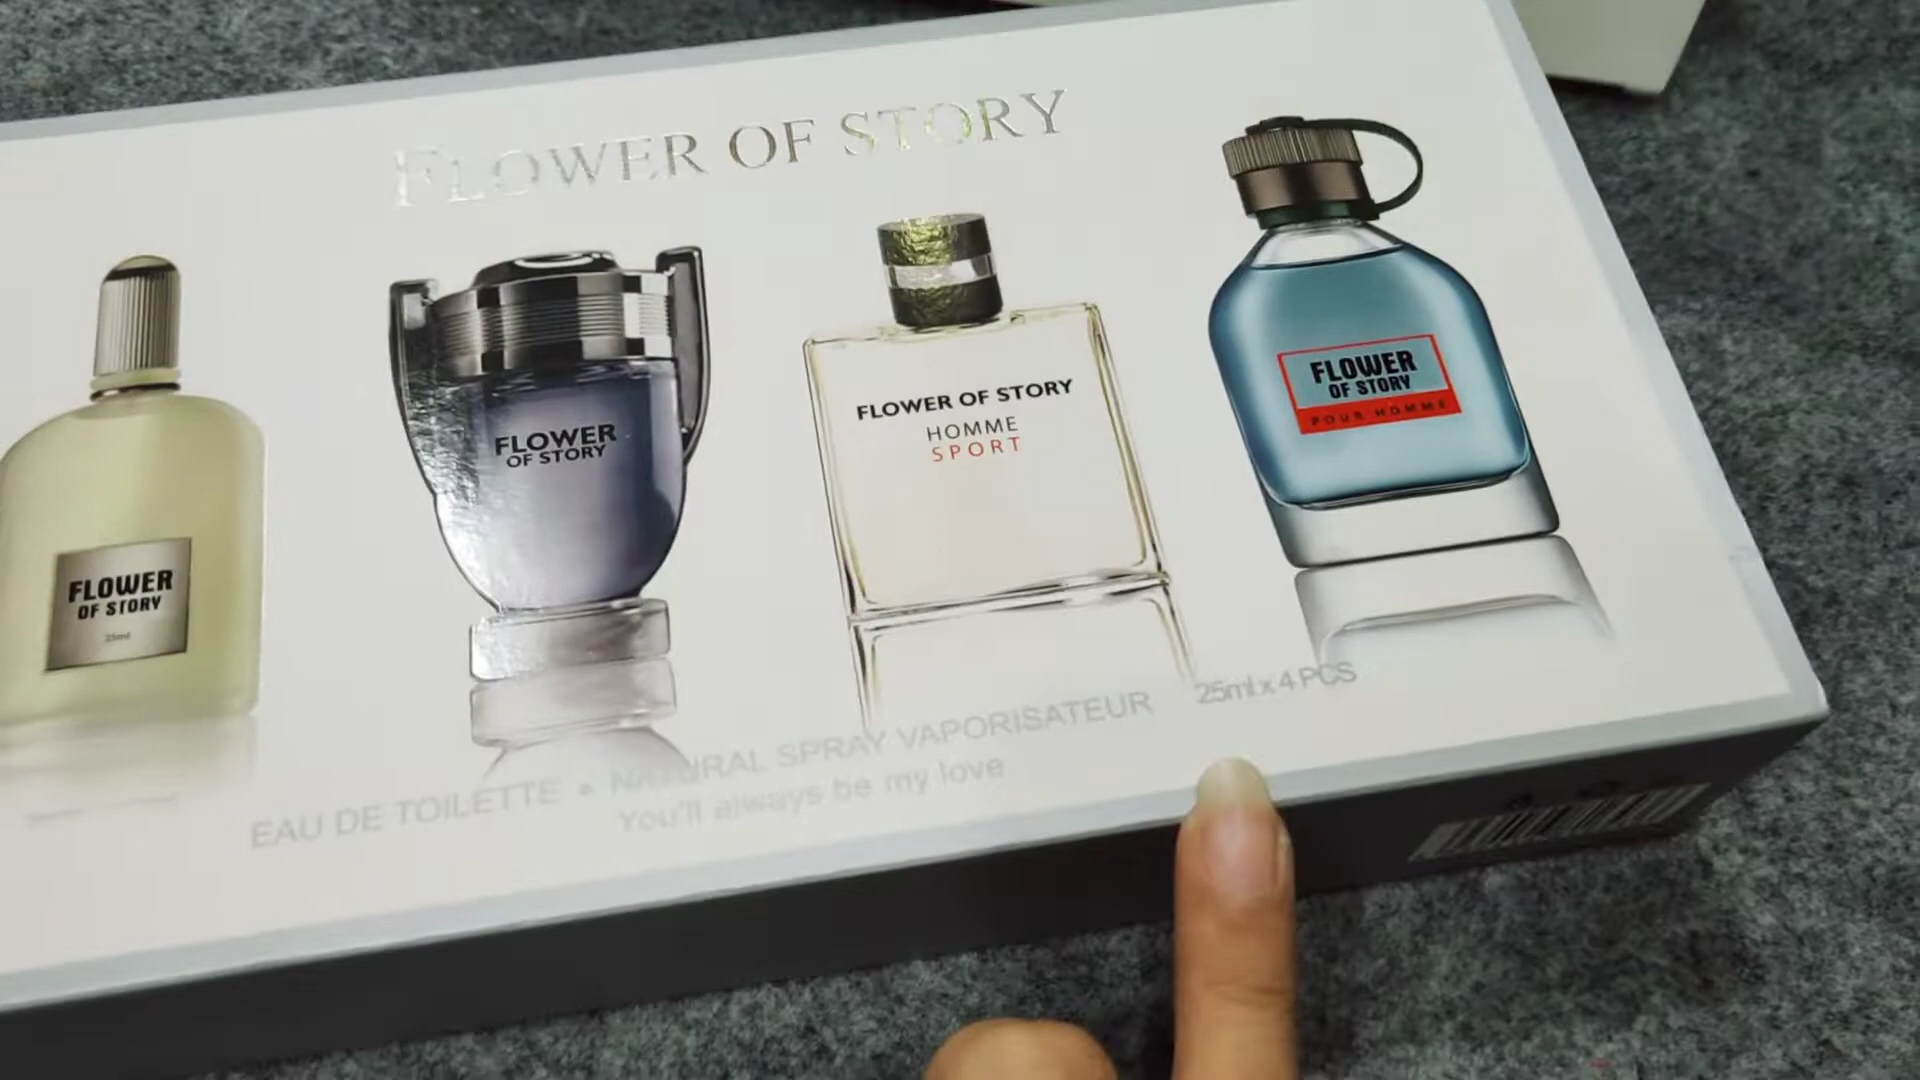 FLOWER OF STORY
FLOWER
OF STORY
25ml
FLOWER
OF STORY
FLOWER OF STORY
HOMME
SPORT
FLOWER
OF STORY
POUR HOMME
EAU DE TOILETTE • NATURAL SPRAY VAPORISATEUR 25ml x 4 PCS
You'll always be my love